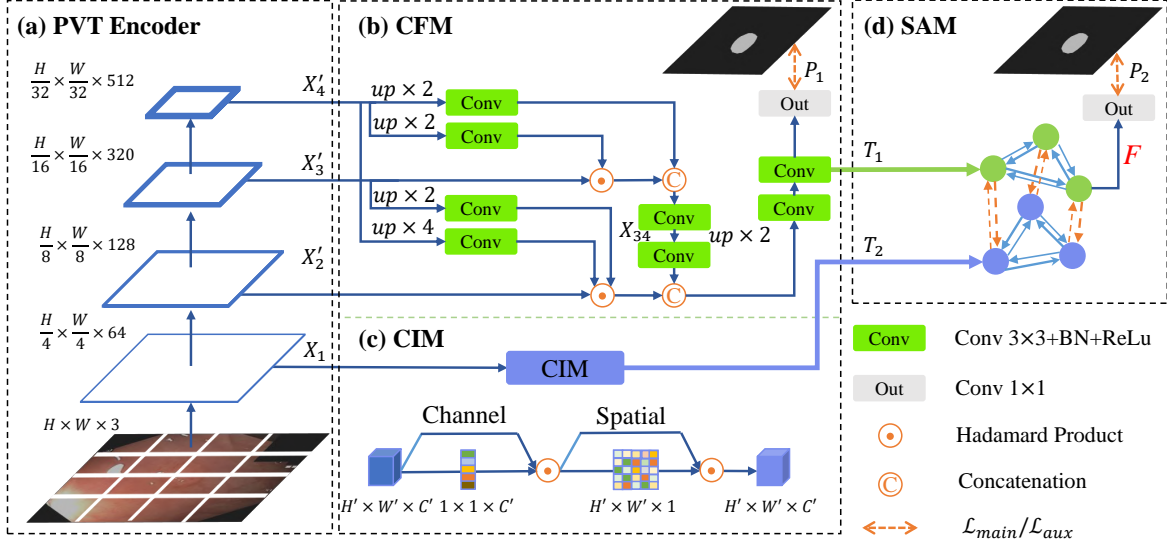 (a) PVT Encoder
H/32 × W/32 × 512
H/16 × W/16 × 320
H/8 × W/8 × 128
H/4 × W/4 × 64
H × W × 3
X′₄
X′₃
X′₂
X₁
(b) CFM
up × 2
Conv
up × 2
Conv
up × 2
Conv
up × 4
Conv
C
Conv
X₃₄
up × 2
Conv
C
P₁
Out
Conv
Conv
(c) CIM
CIM
Channel
Spatial
H′ × W′ × C′
1 × 1 × C′
H′ × W′ × 1
H′ × W′ × C′
T₁
T₂
(d) SAM
P₂
Out
F
Conv
Conv 3×3+BN+ReLu
Out
Conv 1×1
Hadamard Product
C
Concatenation
ℒmain/ℒaux